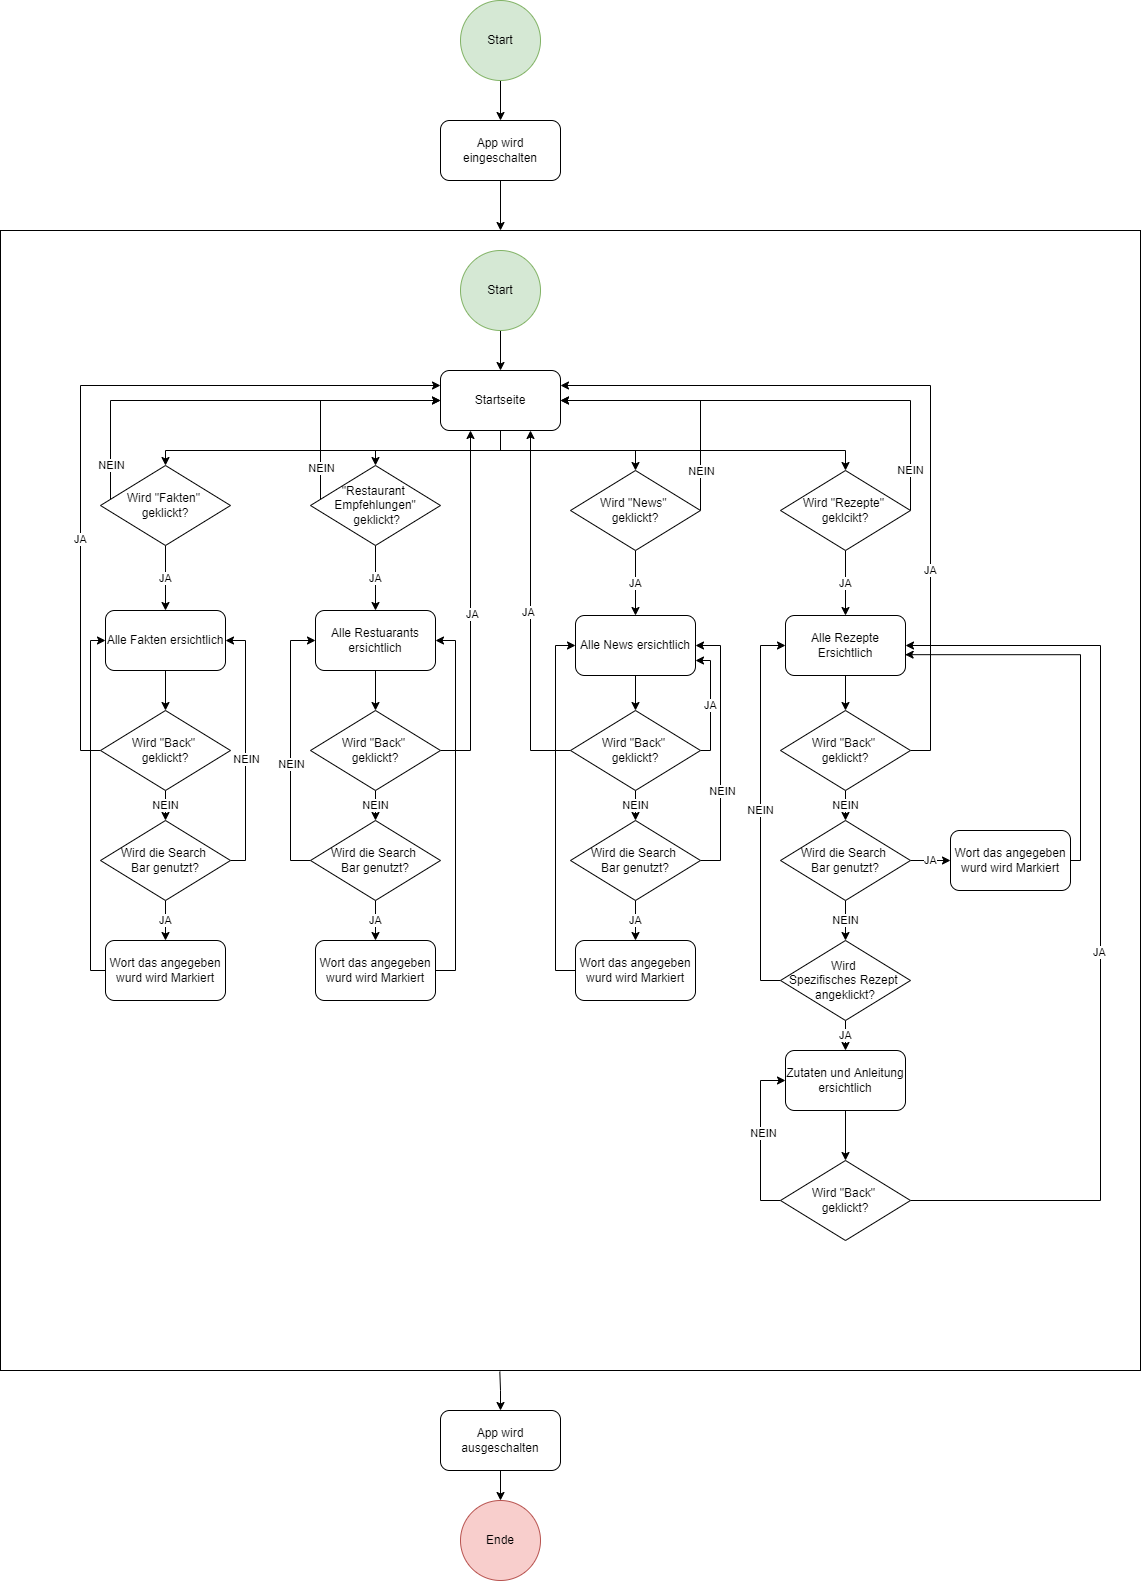 Start
App wird
eingeschalten
Start
Startseite
NEIN
NEIN
NEIN
NEIN
Wird "Fakten"
geklickt?
"Restaurant
Empfehlungen"
geklickt?
Wird "News"
geklickt?
Wird "Rezepte"
geklcikt?
JA
JA
JA
JA
JA
JA
JA
JA
Alle Fakten ersichtlich
Alle Restuarants
ersichtlich
Alle News ersichtlich
Alle Rezepte
Ersichtlich
JA
Wird "Back"
geklickt?
NEIN
NEIN
Wird "Back"
geklickt?
Wird "Back"
geklickt?
NEIN
Wird "Back"
geklickt?
NEIN
NEIN
NEIN
NEIN
NEIN
Wird die Search
Bar genutzt?
Wird die Search
Bar genutzt?
Wird die Search
Bar genutzt?
Wird die Search
Bar genutzt?
JA
Wort das angegeben
wurd wird Markiert
JA
JA
JA
NEIN
Wort das angegeben
wurd wird Markiert
Wort das angegeben
wurd wird Markiert
Wort das angegeben
wurd wird Markiert
Wird
Spezifisches Rezept
angeklickt?
JA
JA
Zutaten und Anleitung
ersichtlich
NEIN
Wird "Back"
geklickt?
App wird
ausgeschalten
Ende